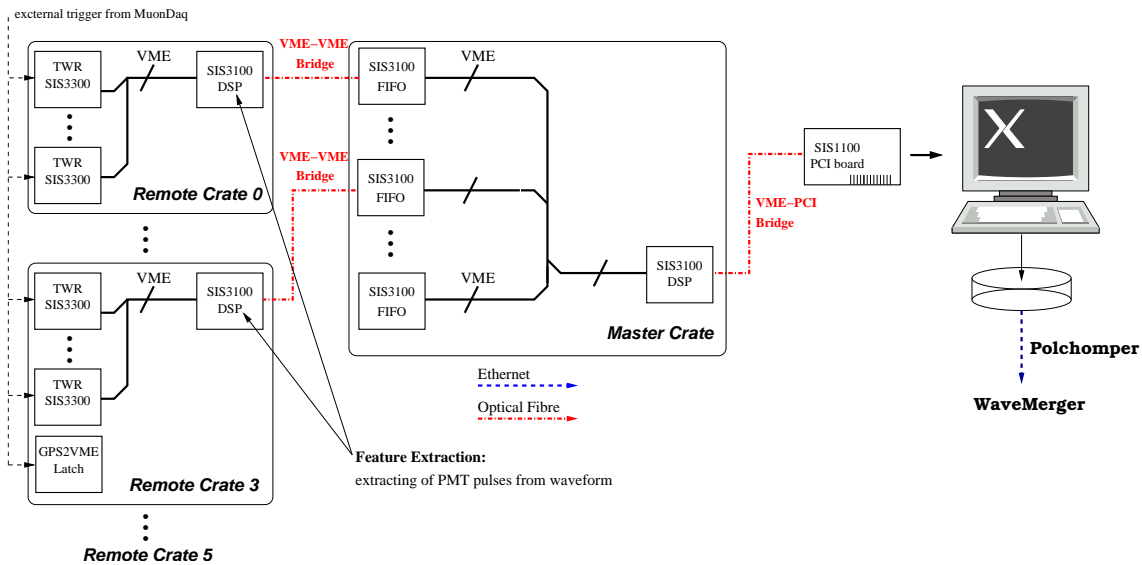 excternal trigger from MuonDaq
TWR
SIS3300
VME
SIS3100
DSP
TWR
SIS3300
Remote Crate 0
VME−VME
Bridge
VME−VME
Bridge
SIS3100
FIFO
VME
SIS3100
FIFO
SIS3100
FIFO
VME
SIS3100
DSP
Master Crate
VME−PCI
Bridge
SIS1100
PCI board
X
Polchomper
WaveMerger
TWR
SIS3300
VME
SIS3100
DSP
TWR
SIS3300
GPS2VME
Latch
Remote Crate 3
Remote Crate 5
Ethernet
Optical Fibre
Feature Extraction:
extracting of PMT pulses from waveform